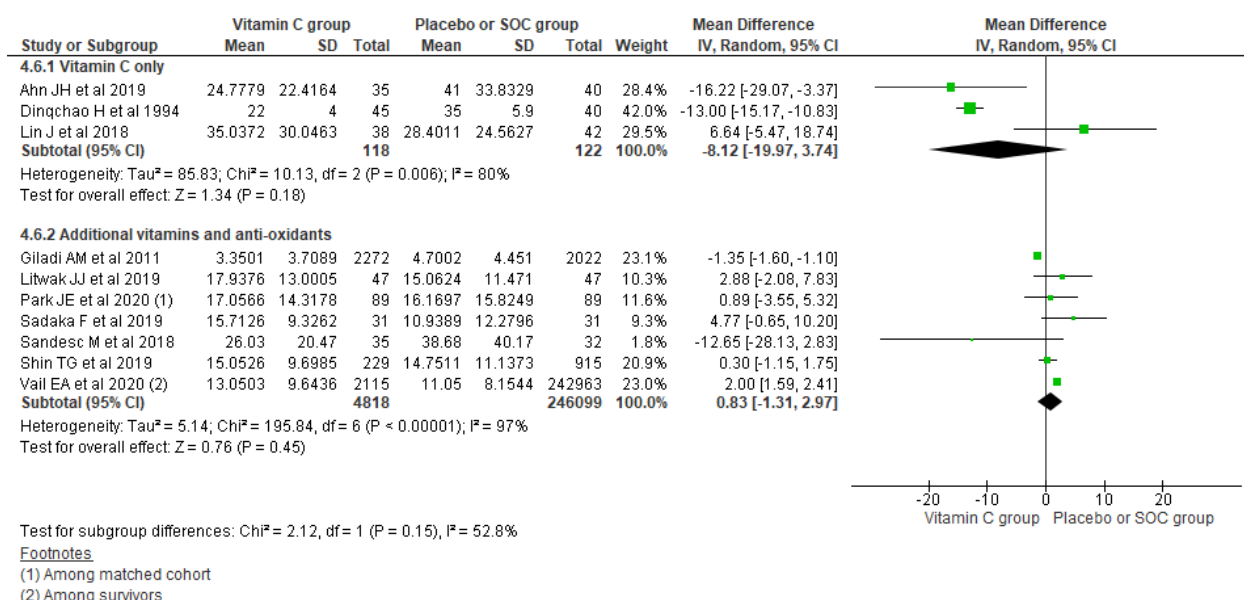 Vitamin C group Placebo or SOC group Mean Difference Mean Difference
Study or Subgroup Mean SD Total Mean SD Total Weight IV, Random, 95% CI IV, Random, 95% CI
4.6.1 Vitamin C only
Ahn JH et al 2019 24.7779 22.4164 35 41 33.8329 40 28.4% -16.22 [-29.07, -3.37]
Dingchao H et al 1994 22 4 45 35 5.9 40 42.0% -13.00 [-15.17, -10.83]
Lin J et al 2018 35.0372 30.0463 38 28.4011 24.5627 42 29.5% 6.64 [-5.47, 18.74]
Subtotal (95% CI) 118 122 100.0% -8.12 [-19.97, 3.74]
Heterogeneity: Tau² = 85.83; Chi² = 10.13, df = 2 (P = 0.006); I² = 80%
Test for overall effect: Z = 1.34 (P = 0.18)
4.6.2 Additional vitamins and anti-oxidants
Giladi AM et al 2011 3.3501 3.7089 2272 4.7002 4.451 2022 23.1% -1.35 [-1.60, -1.10]
Litwak JJ et al 2019 17.9376 13.0005 47 15.0624 11.471 47 10.3% 2.88 [-2.08, 7.83]
Park JE et al 2020 (1) 17.0566 14.3178 89 16.1697 15.8249 89 11.6% 0.89 [-3.55, 5.32]
Sadaka F et al 2019 15.7126 9.3262 31 10.9389 12.2796 31 9.3% 4.77 [-0.65, 10.20]
Sandesc M et al 2018 26.03 20.47 35 38.68 40.17 32 1.8% -12.65 [-28.13, 2.83]
Shin TG et al 2019 15.0526 9.6985 229 14.7511 11.1373 915 20.9% 0.30 [-1.15, 1.75]
Vail EA et al 2020 (2) 13.0503 9.6436 2115 11.05 8.1544 242963 23.0% 2.00 [1.59, 2.41]
Subtotal (95% CI) 4818 246099 100.0% 0.83 [-1.31, 2.97]
Heterogeneity: Tau² = 5.14; Chi² = 195.84, df = 6 (P < 0.00001); I² = 97%
Test for overall effect: Z = 0.76 (P = 0.45)
-20 -10 0 10 20
Vitamin C group Placebo or SOC group
Test for subgroup differences: Chi² = 2.12, df = 1 (P = 0.15), I² = 52.8%
Footnotes
(1) Among matched cohort
(2) Among survivors